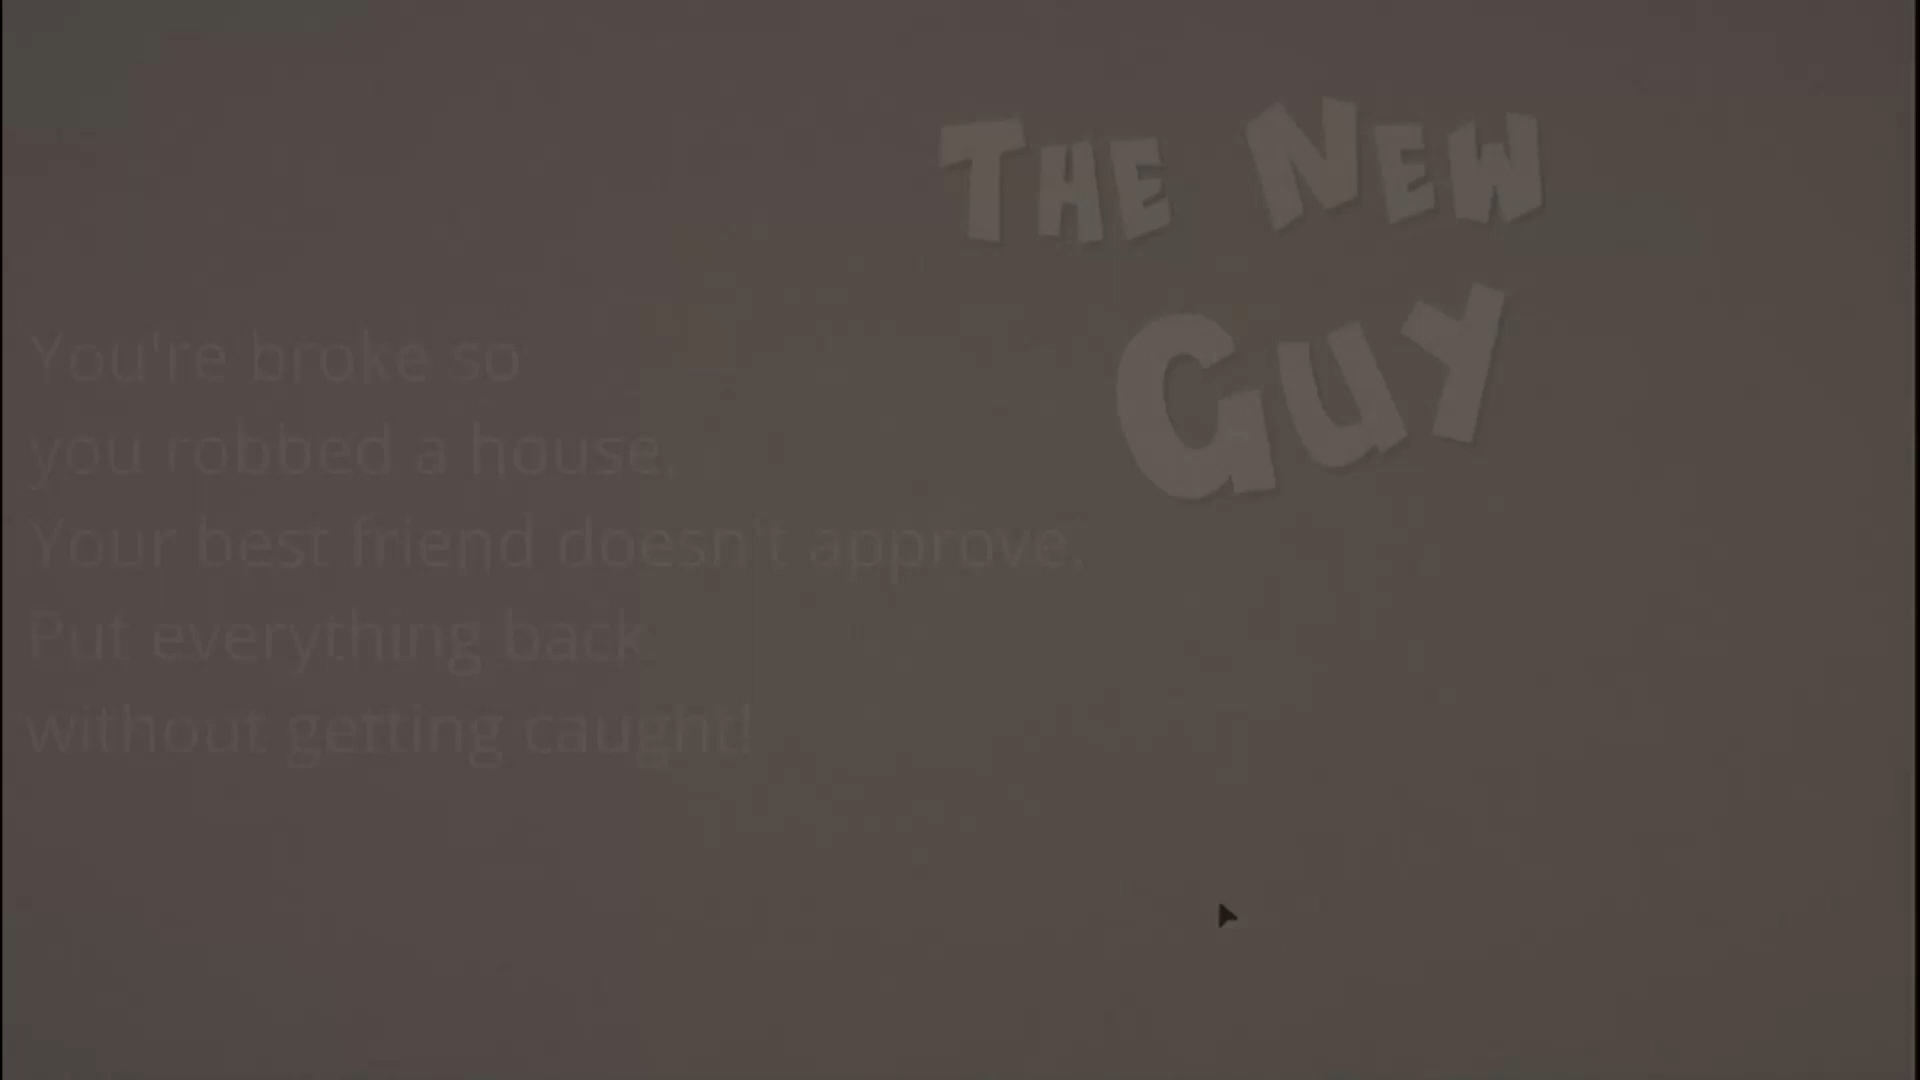 The New
Guy
You're broke so
you robbed a house.
Your best friend doesn't approve.
Put everything back
without getting caught!